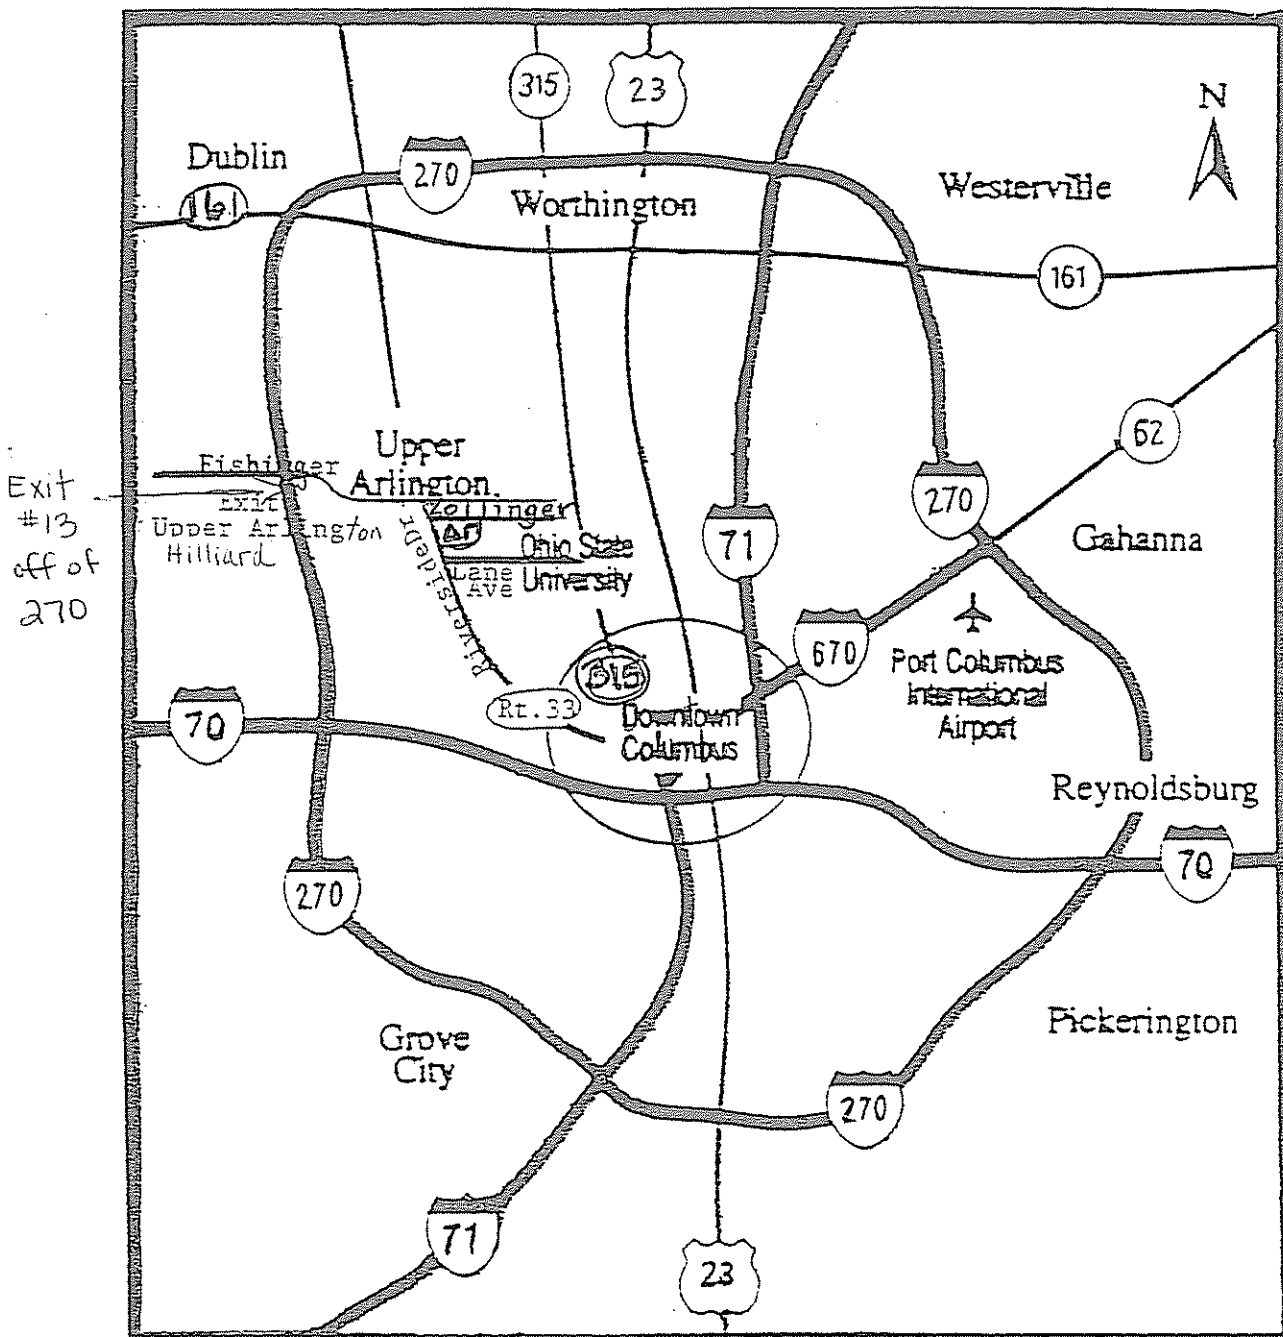 315
23
N
Dublin
270
Westerville
161
Worthington
161
62
Upper
Arlington
Fishinger
Exit
#13
off of
270
Exit
Upper Arlington
Hilliard
Zollinger
270
71
Gahanna
Riverside Dr.
Ohio State
University
Lane
Ave
670
Port Columbus
International
Airport
315
Rt. 33
70
Downtown
Columbus
Reynoldsburg
70
270
Grove
City
Pickerington
270
71
23